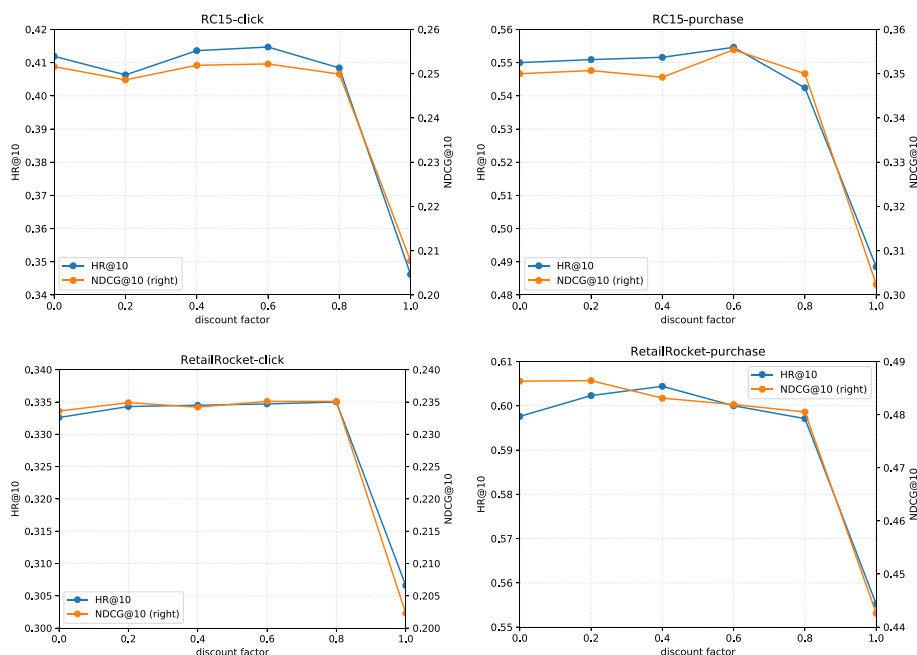 RC15-click
0.42
0.41
0.40
0.39
0.38
0.37
0.36
0.35
0.34
HR@10
0.26
0.25
0.24
0.23
0.22
0.21
0.20
NDCG@10
HR@10
NDCG@10 (right)
0.0 0.2 0.4 0.6 0.8 1.0
discount factor
RC15-purchase
0.56
0.55
0.54
0.53
0.52
0.51
0.50
0.49
0.48
HR@10
0.36
0.35
0.34
0.33
0.32
0.31
0.30
NDCG@10
HR@10
NDCG@10 (right)
0.0 0.2 0.4 0.6 0.8 1.0
discount factor
RetailRocket-click
0.340
0.335
0.330
0.325
0.320
0.315
0.310
0.305
0.300
HR@10
0.240
0.235
0.230
0.225
0.220
0.215
0.210
0.205
0.200
NDCG@10
HR@10
NDCG@10 (right)
0.0 0.2 0.4 0.6 0.8 1.0
discount factor
RetailRocket-purchase
0.61
0.60
0.59
0.58
0.57
0.56
0.55
HR@10
0.49
0.48
0.47
0.46
0.45
0.44
NDCG@10
HR@10
NDCG@10 (right)
0.0 0.2 0.4 0.6 0.8 1.0
discount factor